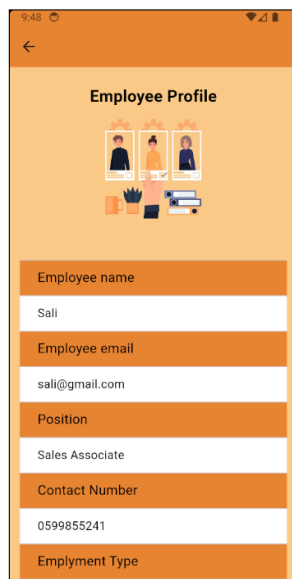 9:48
Employee Profile
Employee name
Sali
Employee email
sali@gmail.com
Position
Sales Associate
Contact Number
0599855241
Emplyment Type